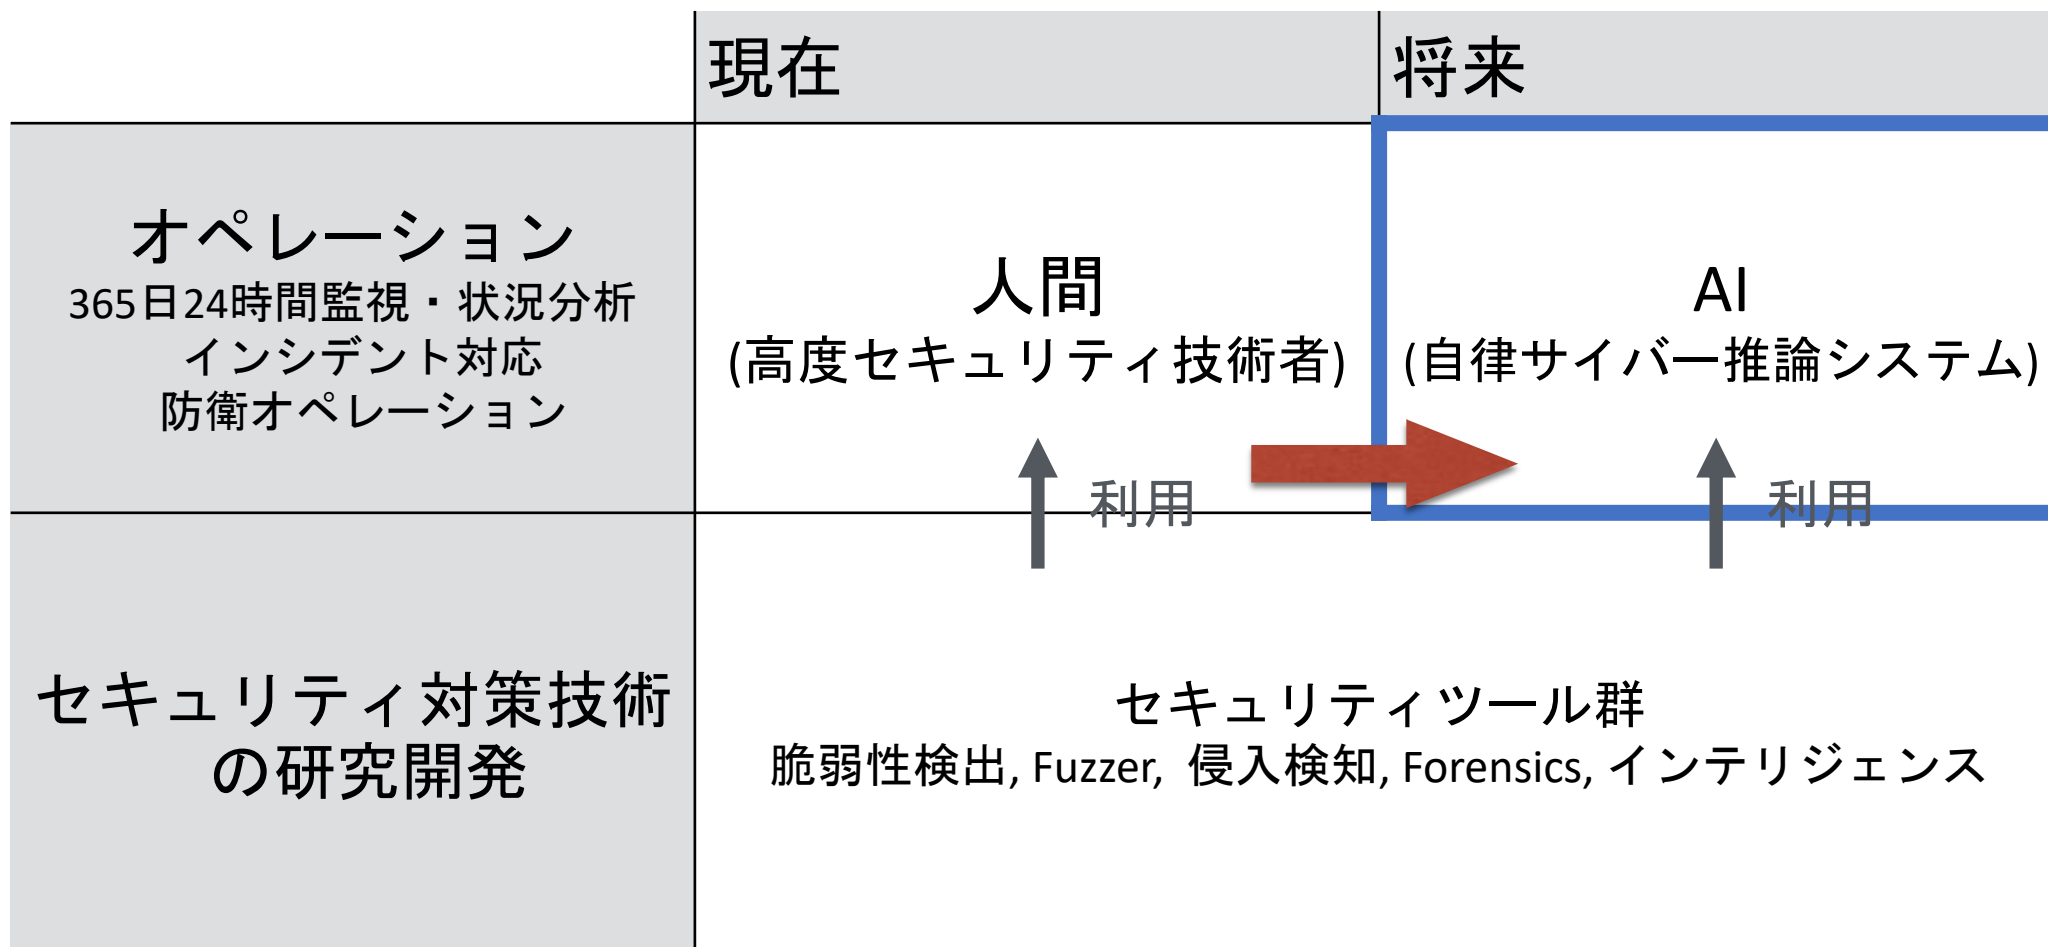 現在
将来
オペレーション
365日24時間監視・状況分析
インシデント対応
防衛オペレーション
人間
(高度セキュリティ技術者)
AI
(自律サイバー推論システム)
利用
利用
セキュリティ対策技術
の研究開発
セキュリティツール群
脆弱性検出, Fuzzer, 侵入検知, Forensics, インテリジェンス